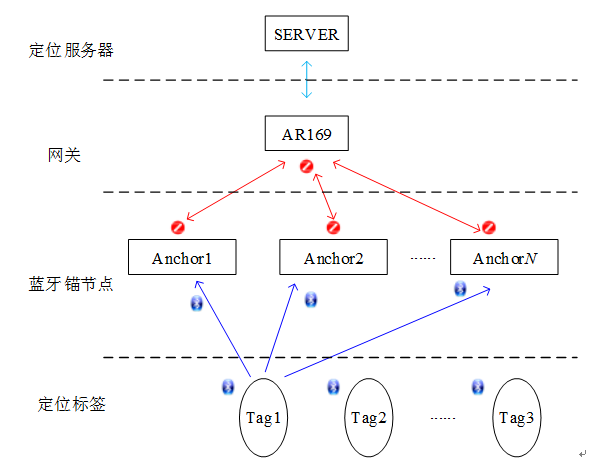 SERVER
定位服务器
AR169
网关
Anchor1
Anchor2
......
AnchorN
蓝牙锚节点
定位标签
Tag1
Tag2
......
Tag3